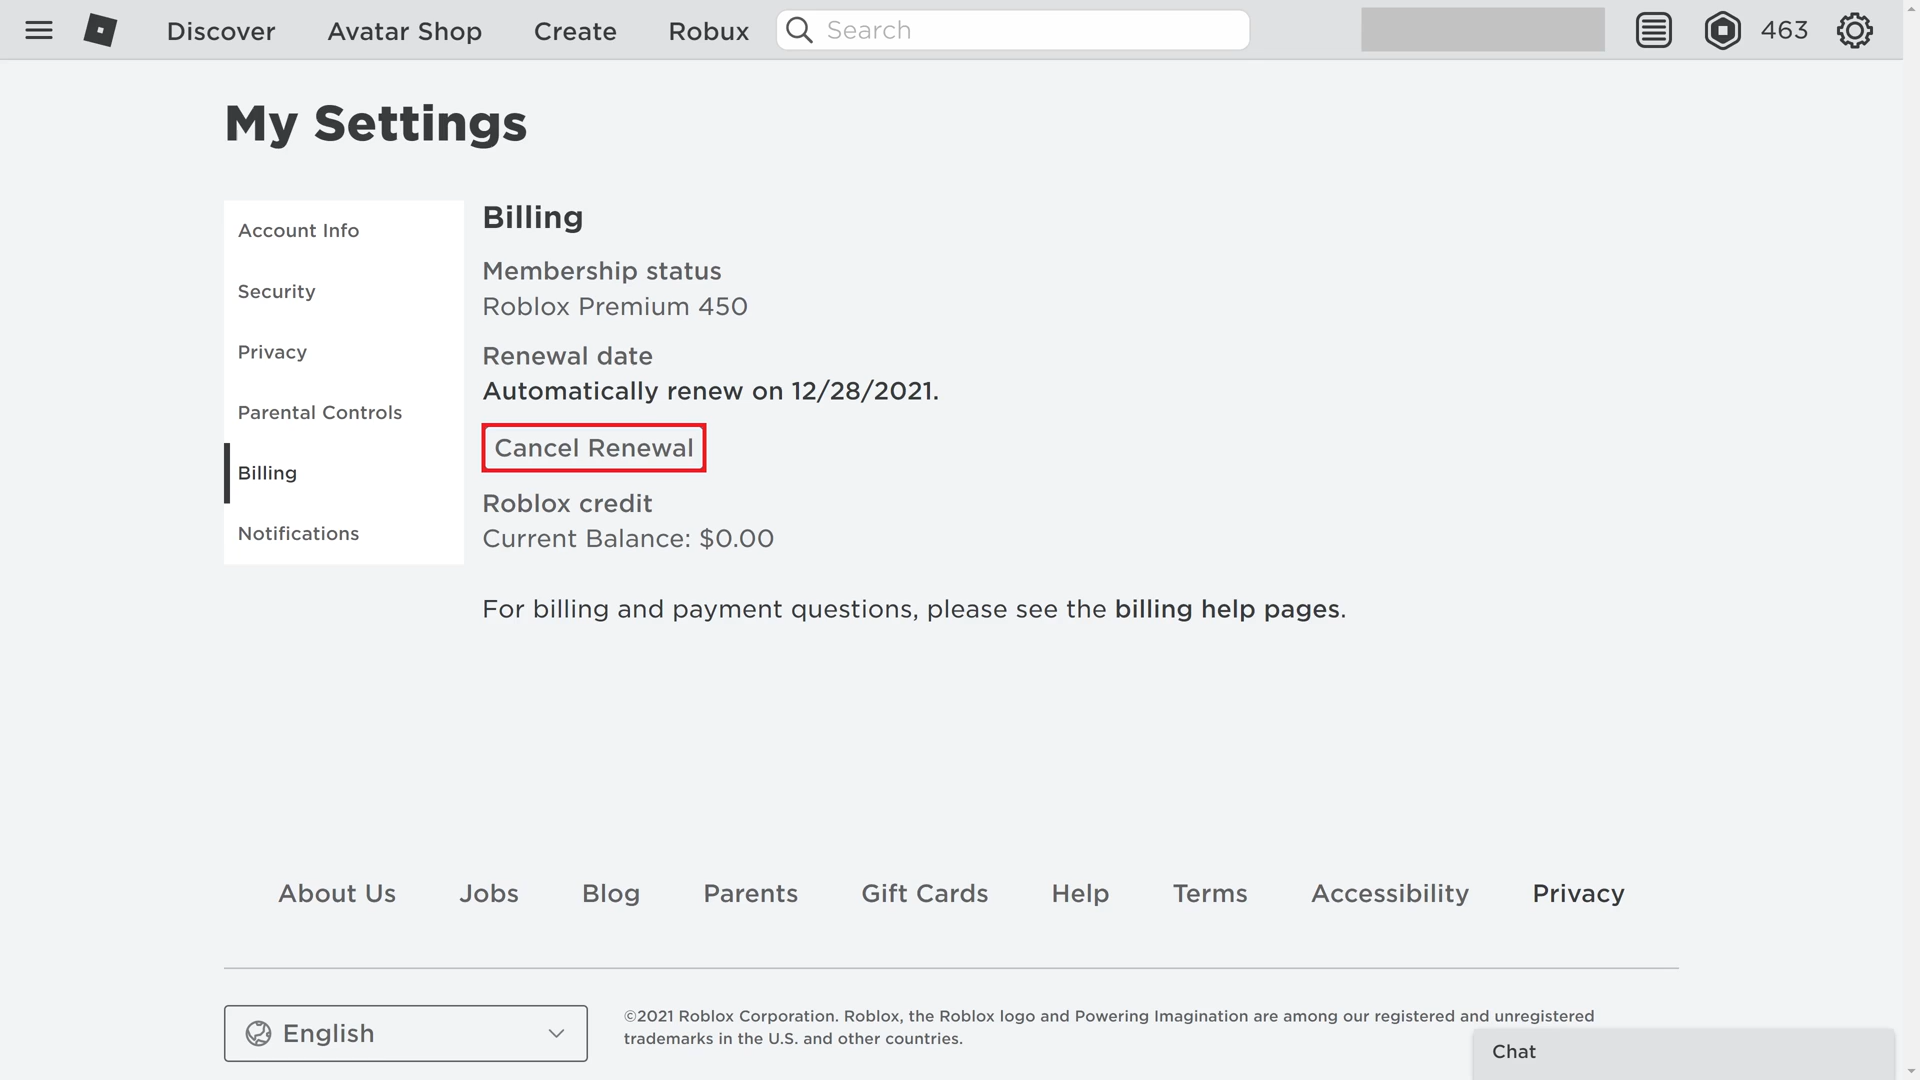 Discover Avatar Shop Create Robux Search 463
My Settings
Account Info
Security
Privacy
Parental Controls
Billing
Notifications
Billing
Membership status
Roblox Premium 450
Renewal date
Automatically renew on 12/28/2021.
Cancel Renewal
Roblox credit
Current Balance: $0.00
For billing and payment questions, please see the billing help pages.
About Us Jobs Blog Parents Gift Cards Help Terms Accessibility Privacy
English
©2021 Roblox Corporation. Roblox, the Roblox logo and Powering Imagination are among our registered and unregistered
trademarks in the U.S. and other countries.
Chat